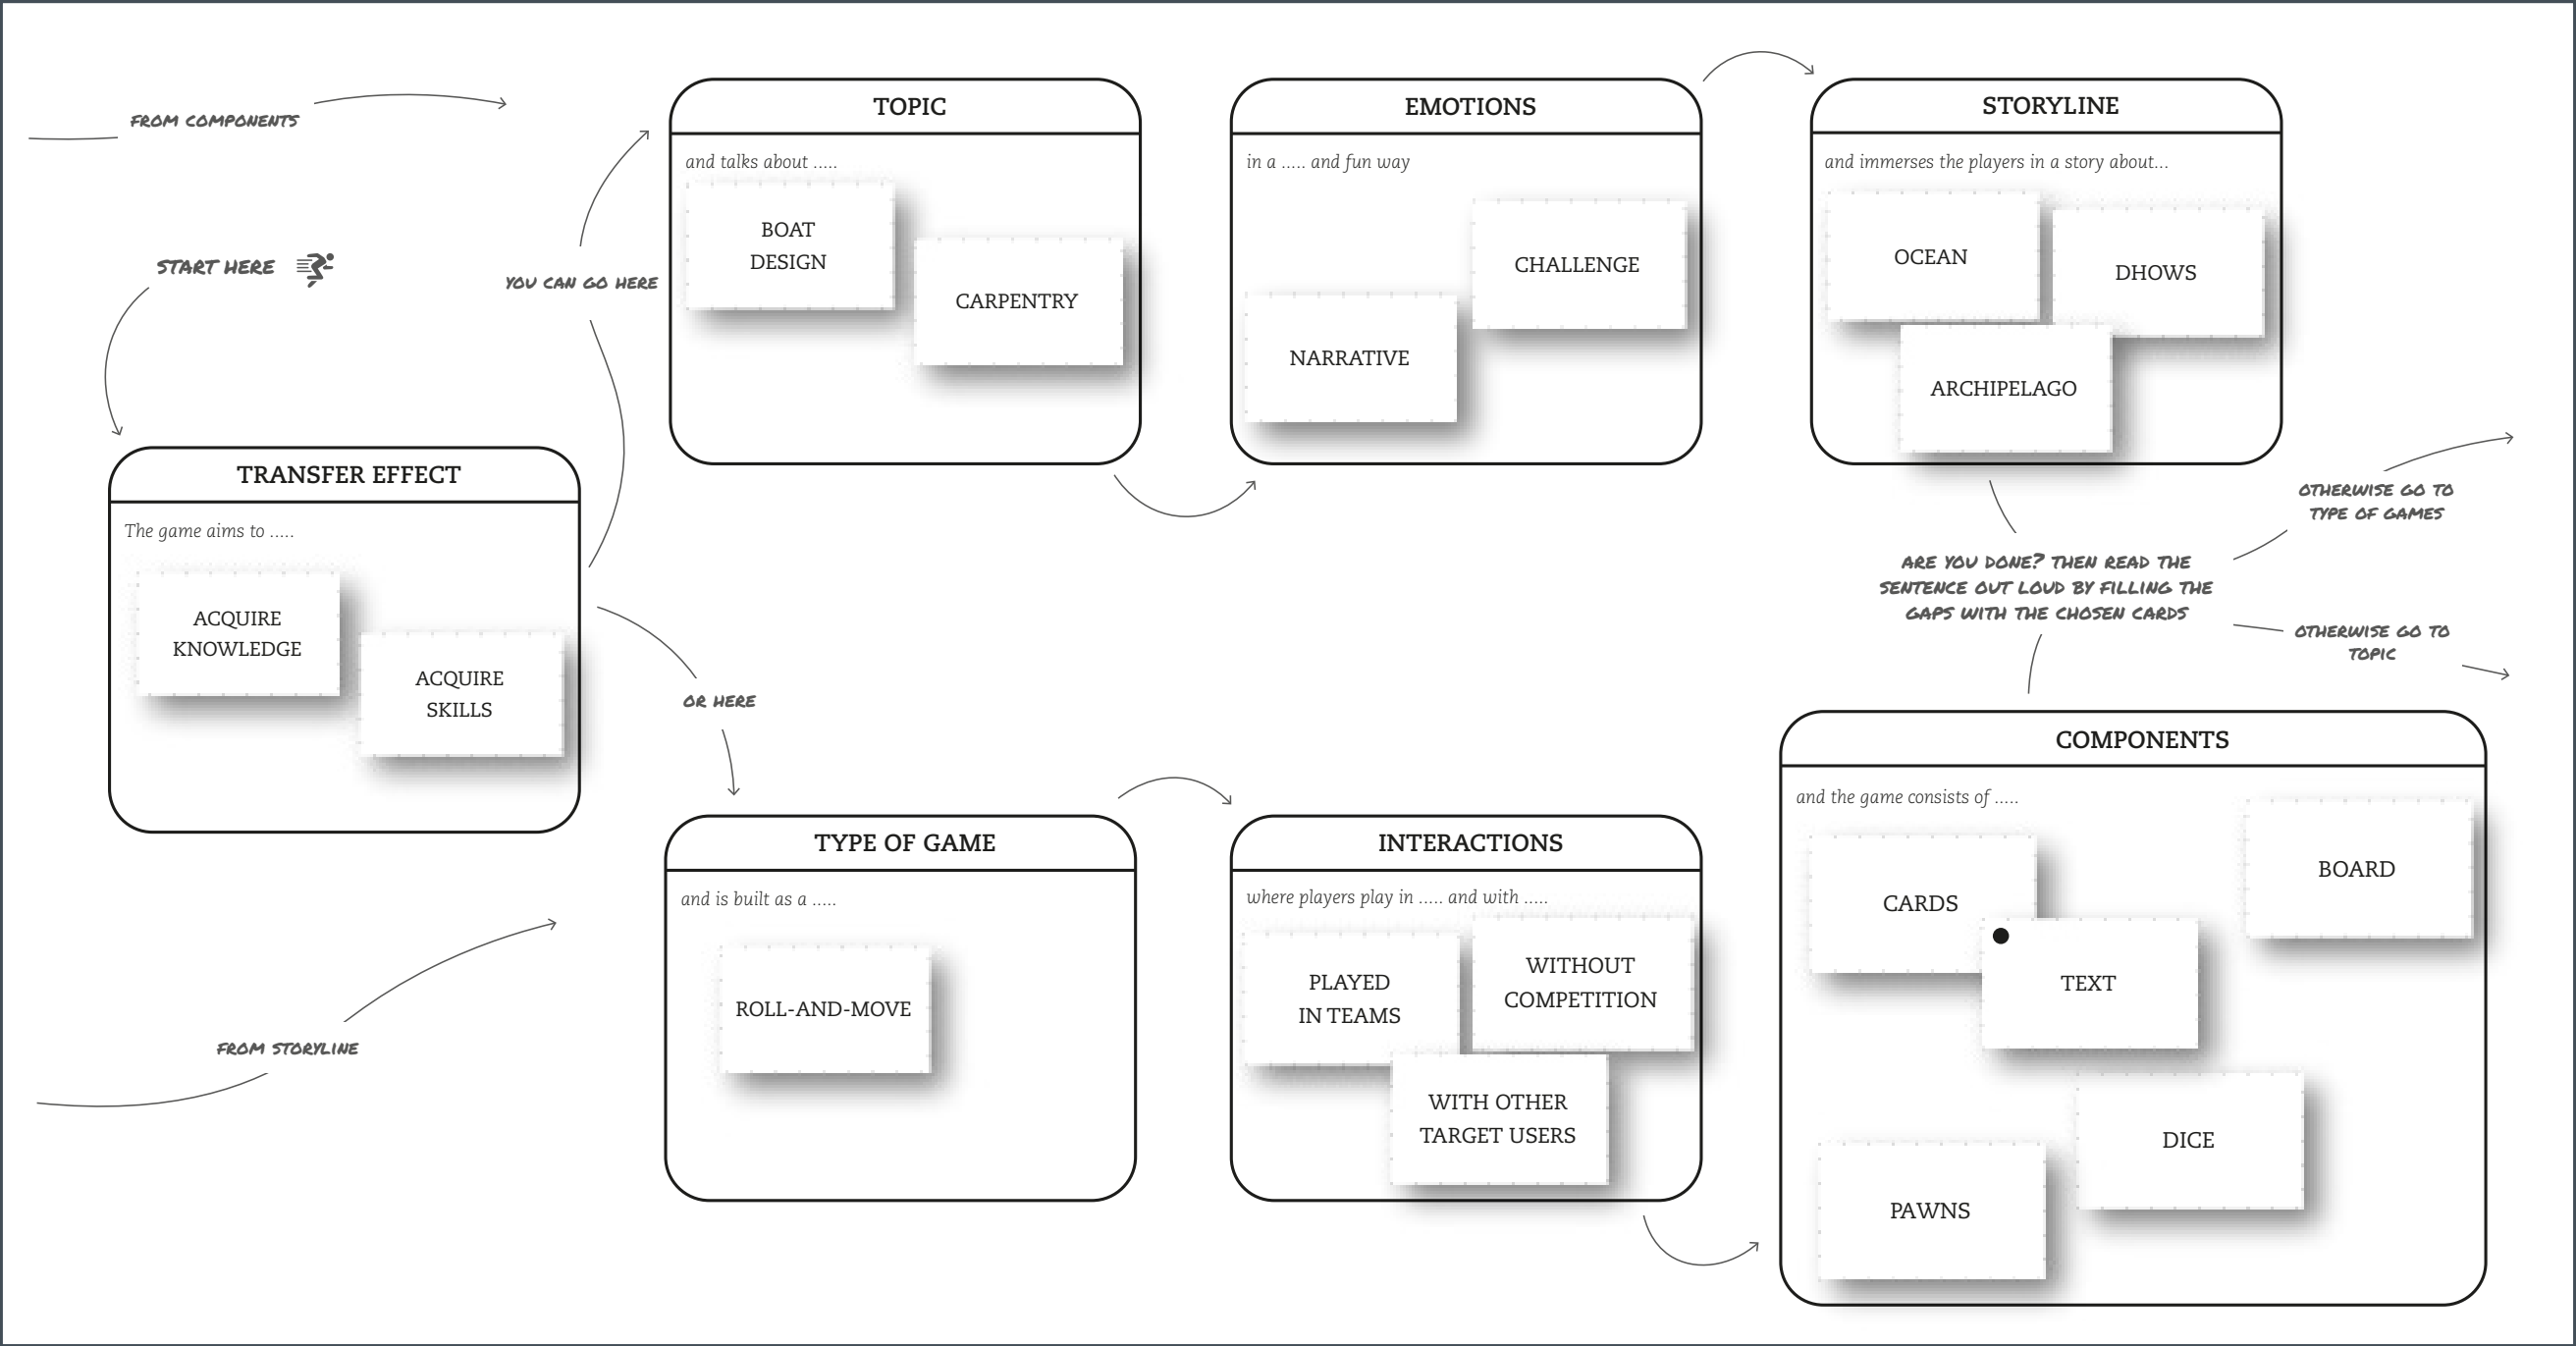 FROM COMPONENTS
START HERE
YOU CAN GO HERE
TRANSFER EFFECT
The game aims to .....
ACQUIRE
KNOWLEDGE
ACQUIRE
SKILLS
OR HERE
FROM STORYLINE
TOPIC
and talks about .....
BOAT
DESIGN
CARPENTRY
EMOTIONS
in a ..... and fun way
CHALLENGE
NARRATIVE
STORYLINE
and immerses the players in a story about...
OCEAN
DHOWS
ARCHIPELAGO
OTHERWISE GO TO
TYPE OF GAMES
ARE YOU DONE? THEN READ THE
SENTENCE OUT LOUD BY FILLING THE
GAPS WITH THE CHOSEN CARDS
OTHERWISE GO TO
TOPIC
TYPE OF GAME
and is built as a .....
ROLL-AND-MOVE
INTERACTIONS
where players play in ..... and with .....
PLAYED
IN TEAMS
WITHOUT
COMPETITION
WITH OTHER
TARGET USERS
COMPONENTS
and the game consists of .....
BOARD
CARDS
TEXT
DICE
PAWNS